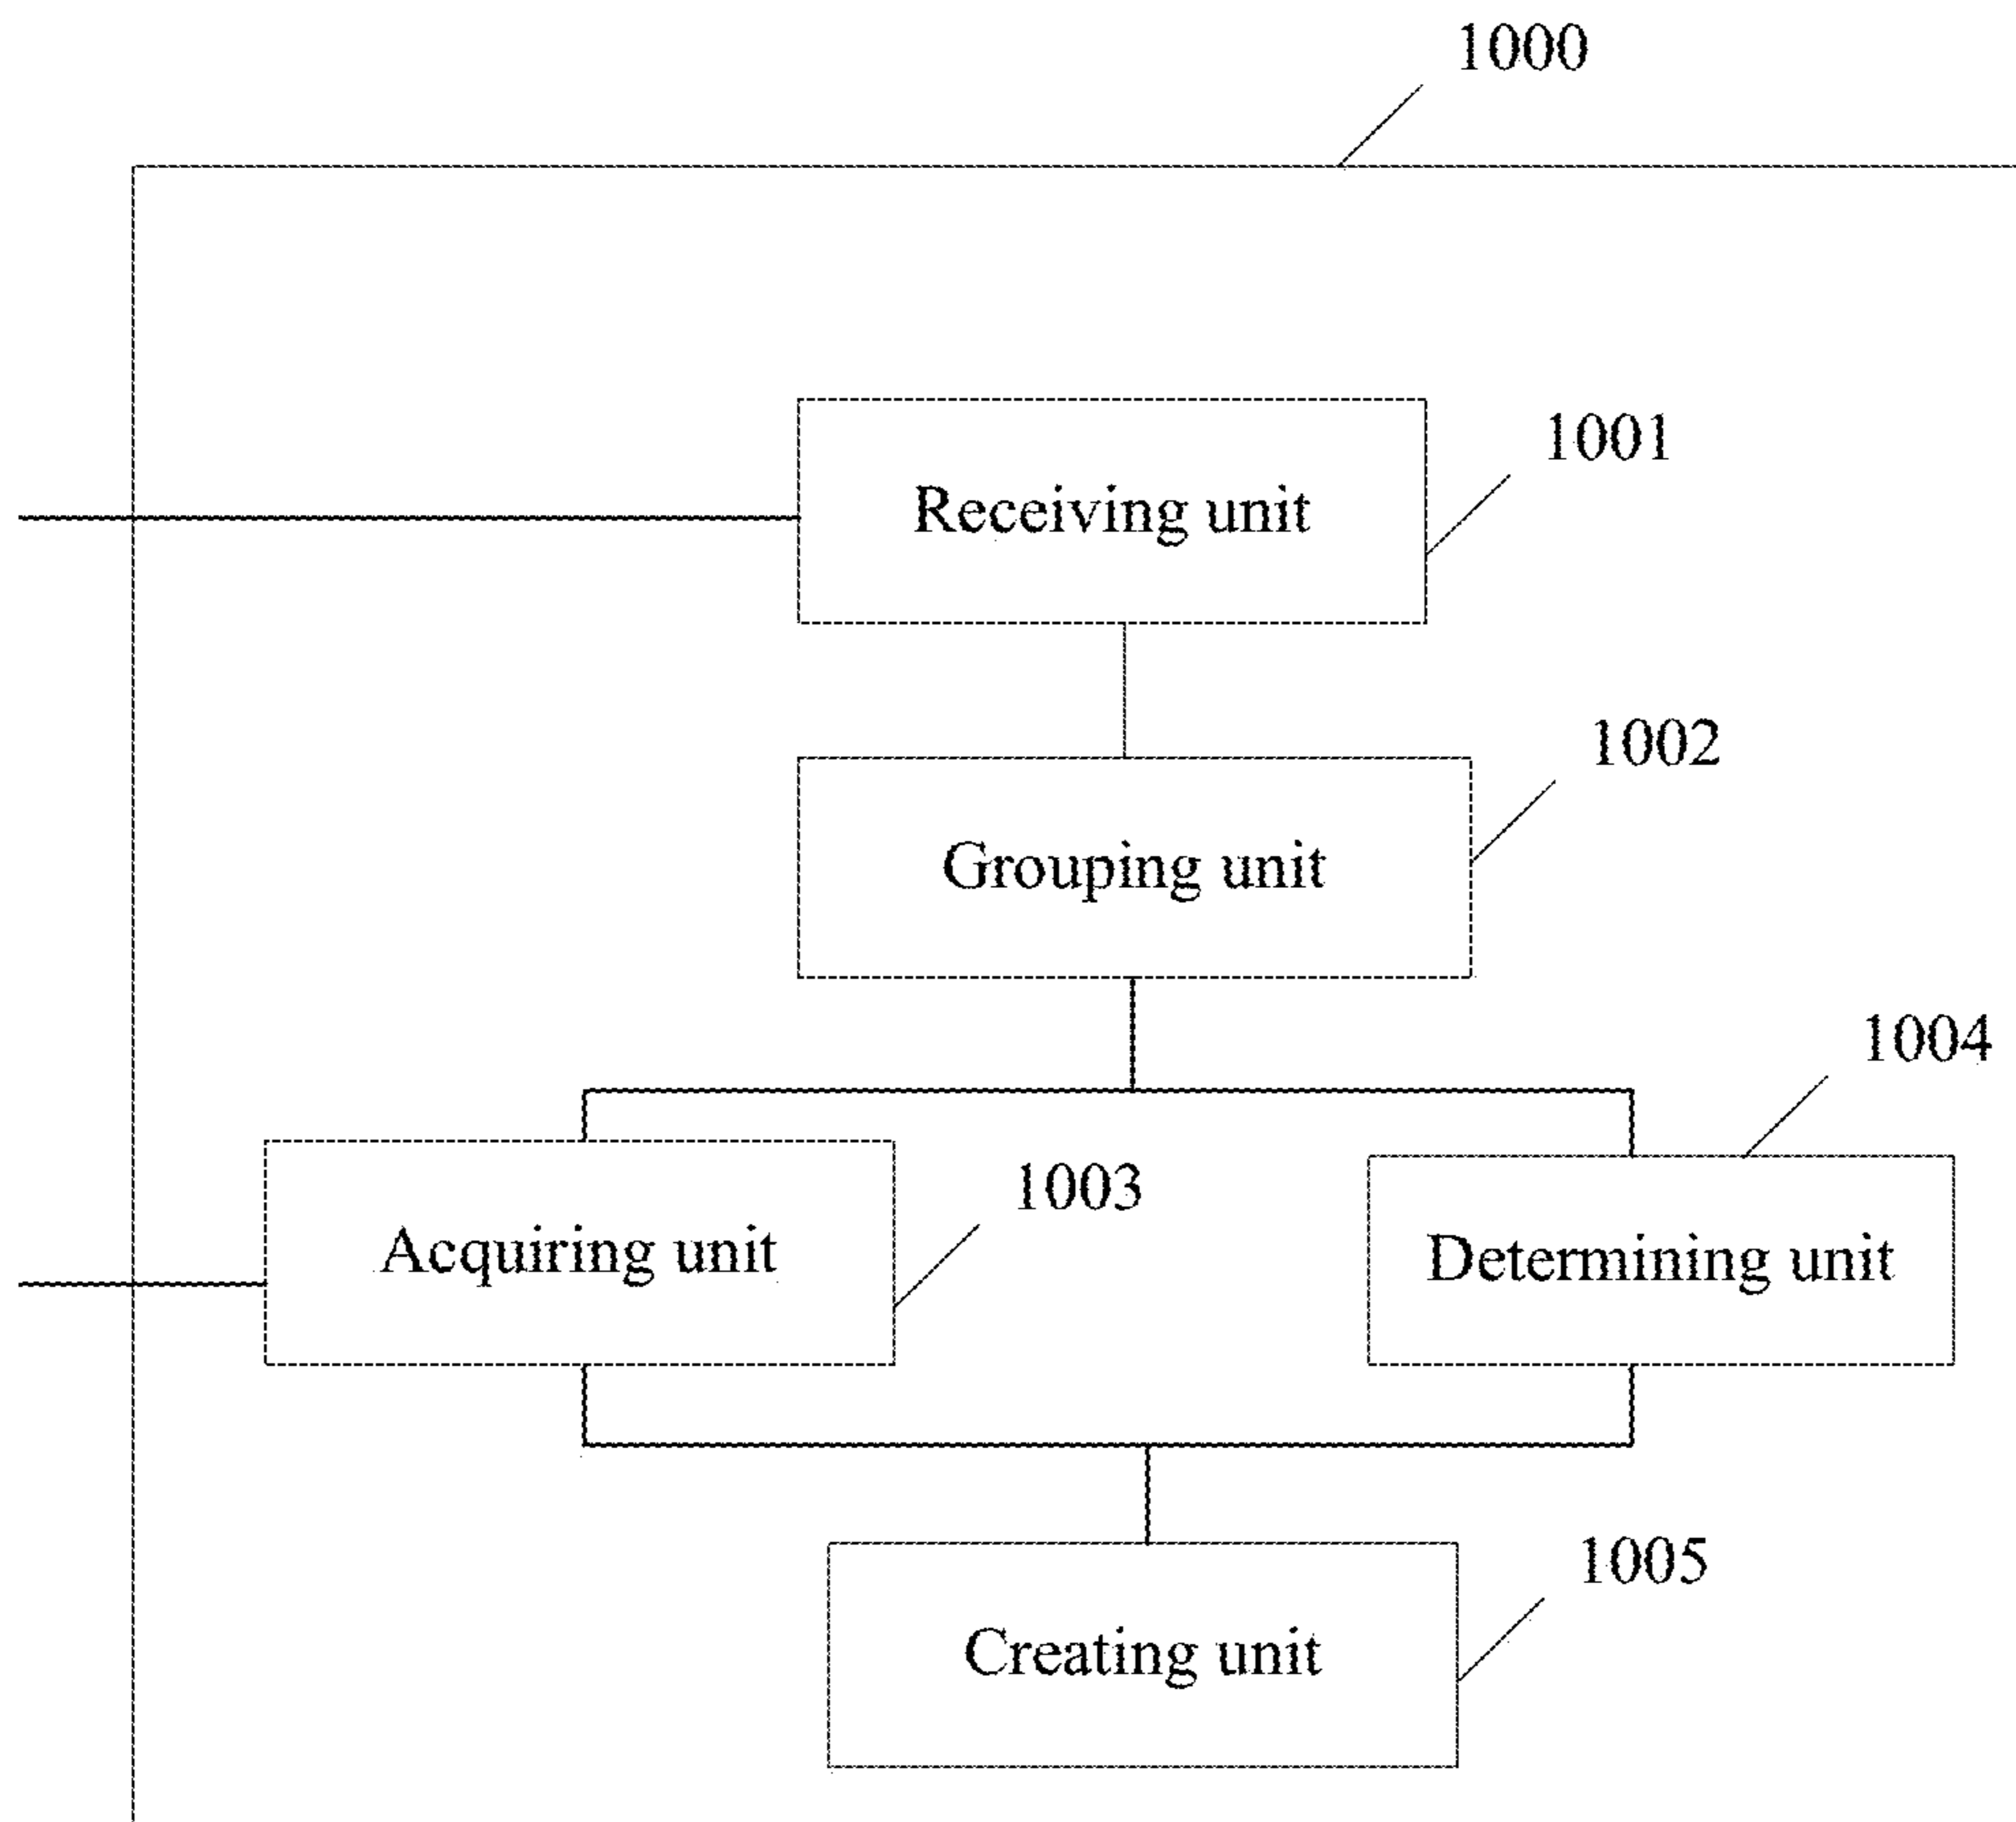 1000
1001
Receiving unit
1002
Grouping unit
1004
1003
Acquiring unit
Determining unit
1005
Creating unit